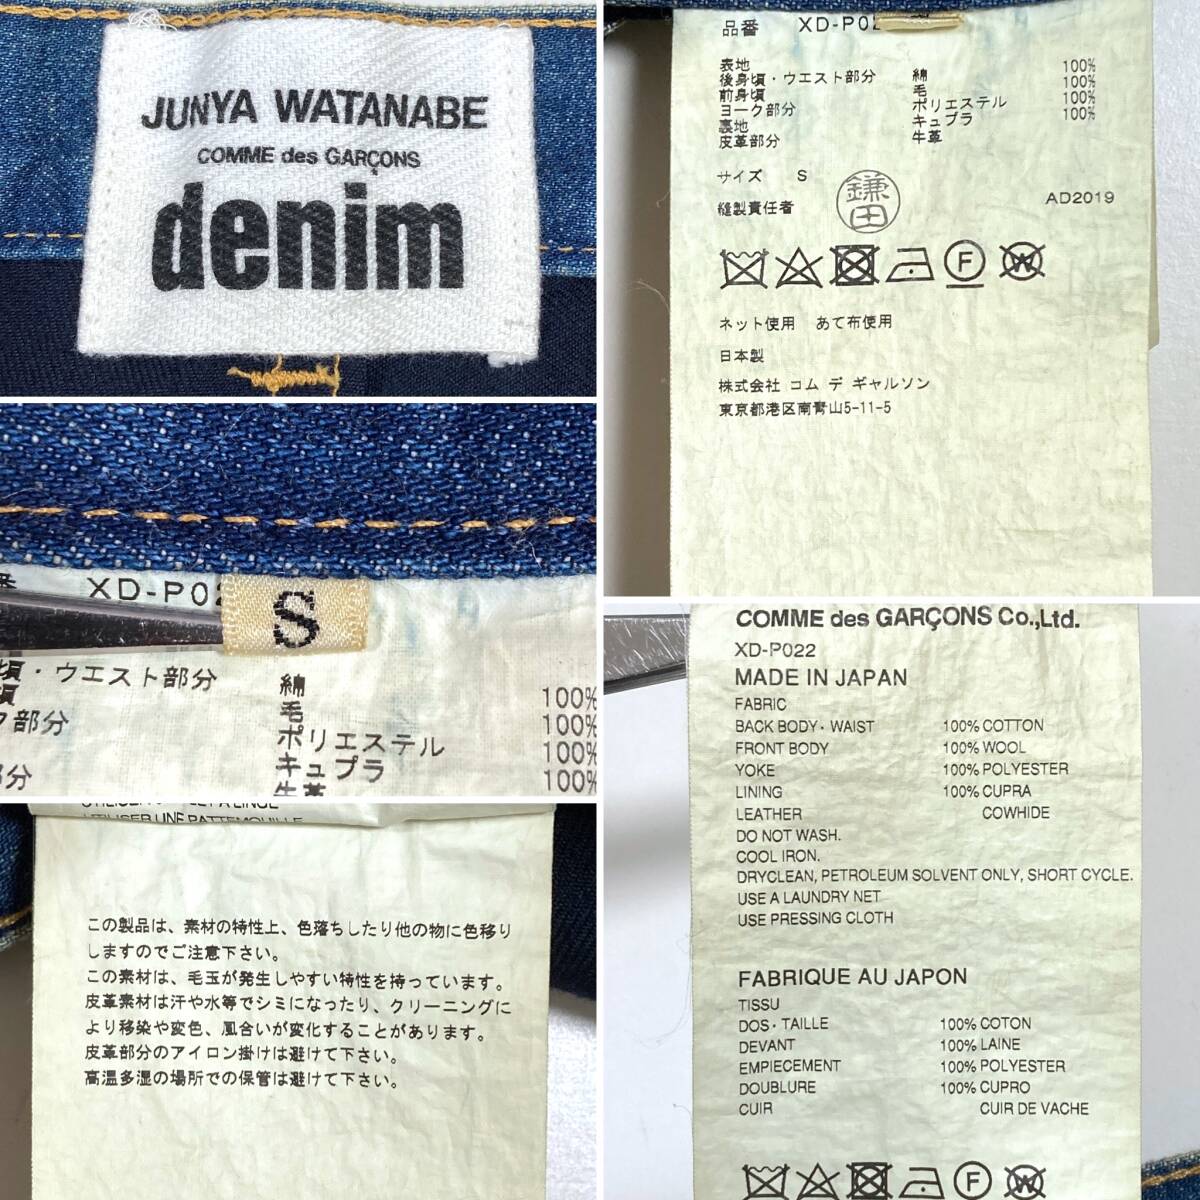 JUNYA WATANABE
COMME des GARÇONS
denim
品番 XD-P02
表地
後身頃・ウエスト部分 綿 100%
前身頃 毛 100%
ヨーク部分 ポリエステル 100%
裏地 キュプラ 100%
皮革部分 牛革
サイズ S
縫製責任者 鎌田 AD2019
F W
ネット使用 あて布使用
日本製
株式会社 コム デ ギャルソン
東京都港区南青山5-11-5
番 XD-P02 S
頃・ウエスト部分 綿 100%
頃 毛 100%
ク部分 ポリエステル 100%
キュプラ 100%
部分 牛革
UTILISER UNE PATTEMOUILLE
この製品は、素材の特性上、色落ちしたり他の物に色移り
しますのでご注意下さい。
この素材は、毛玉が発生しやすい特性を持っています。
皮革素材は汗や水等でシミになったり、クリーニングに
より移染や変色、風合いが変化することがあります。
皮革部分のアイロン掛けは避けて下さい。
高温多湿の場所での保管は避けて下さい。
COMME des GARÇONS Co.,Ltd.
XD-P022
MADE IN JAPAN
FABRIC
BACK BODY・WAIST 100% COTTON
FRONT BODY 100% WOOL
YOKE 100% POLYESTER
LINING 100% CUPRA
LEATHER COWHIDE
DO NOT WASH.
COOL IRON.
DRYCLEAN, PETROLEUM SOLVENT ONLY, SHORT CYCLE.
USE A LAUNDRY NET
USE PRESSING CLOTH
FABRIQUE AU JAPON
TISSU
DOS・TAILLE 100% COTON
DEVANT 100% LAINE
EMPIECEMENT 100% POLYESTER
DOUBLURE 100% CUPRO
CUIR CUIR DE VACHE
F W